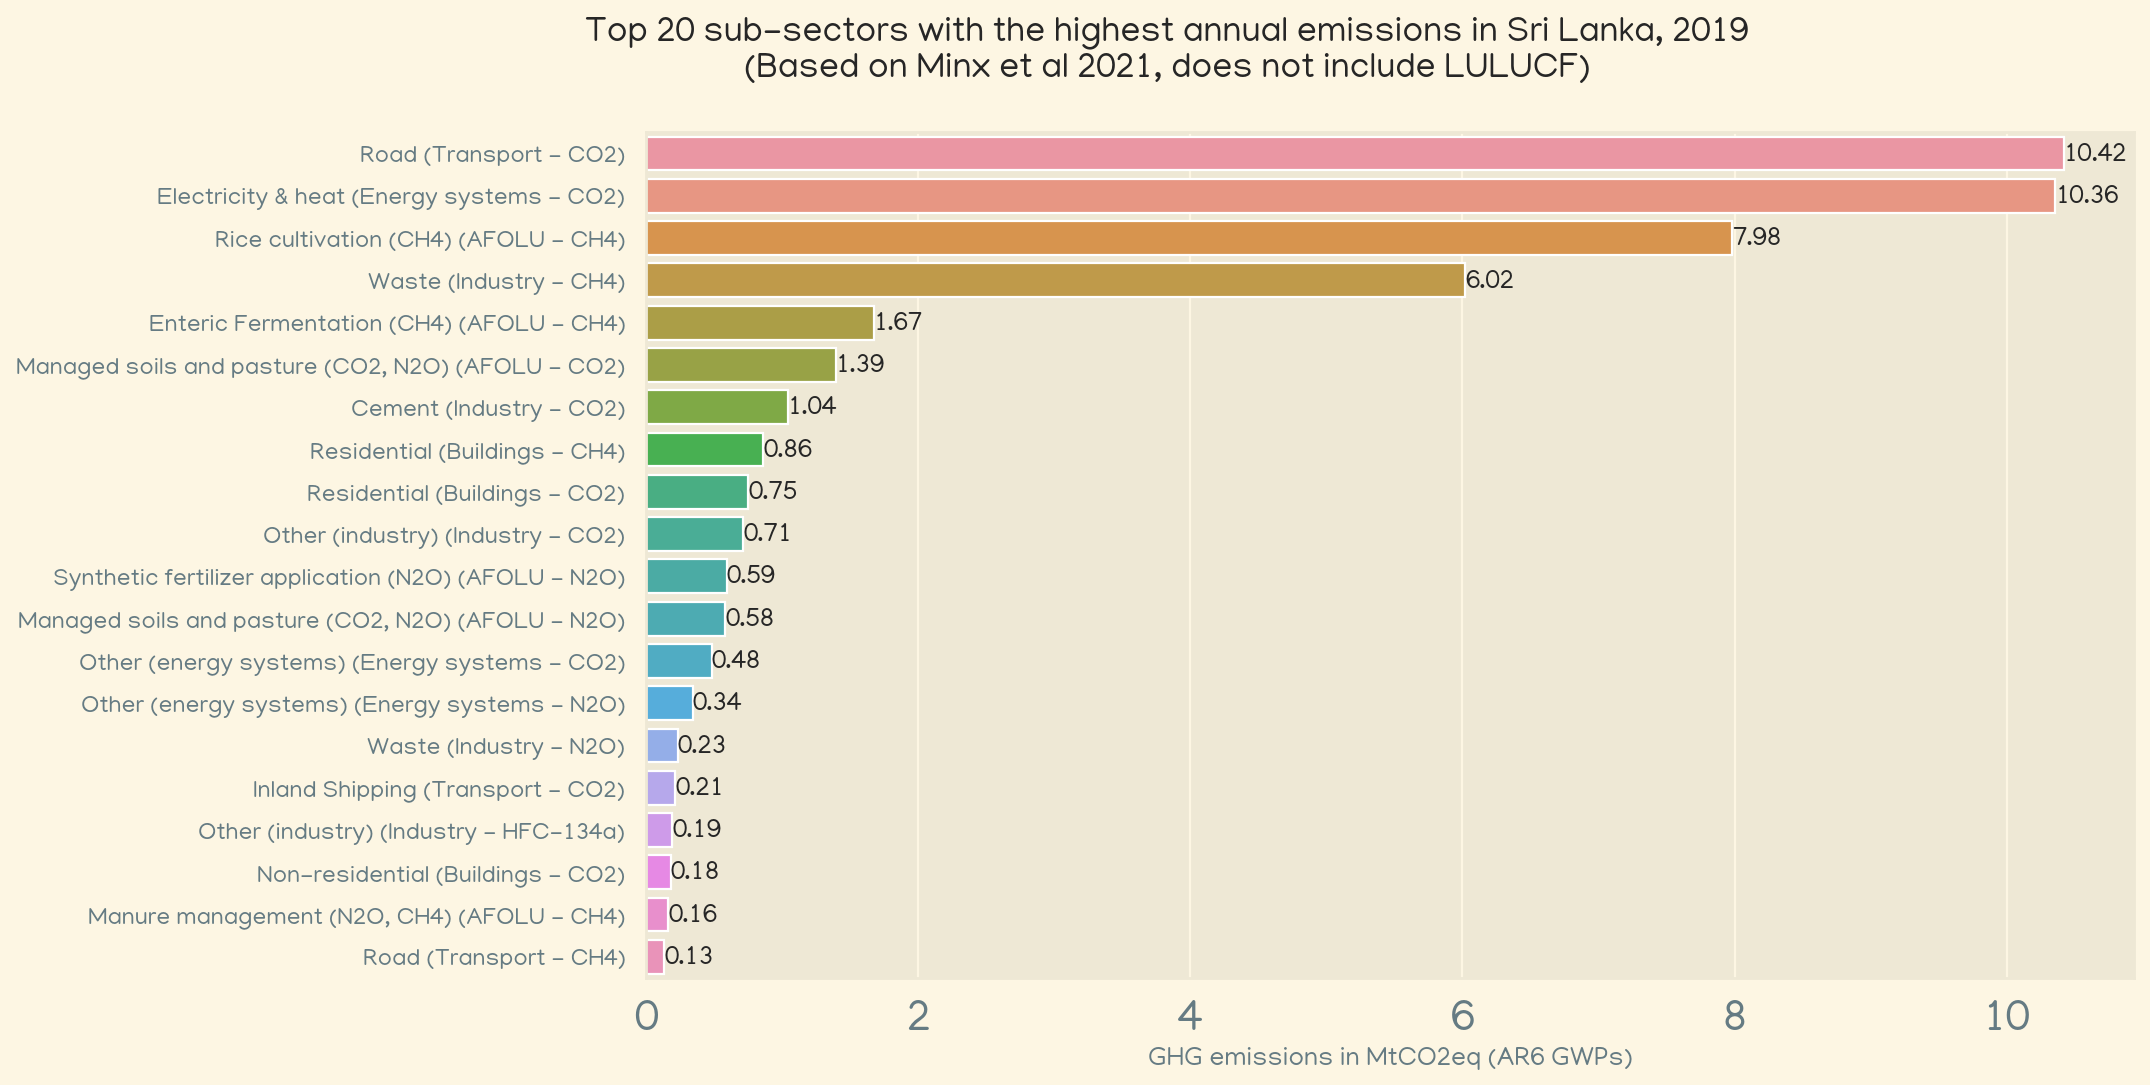 Top 20 sub-sectors with the highest annual emissions in Sri Lanka, 2019
(Based on Minx et al 2021, does not include LULUCF)
Road (Transport - CO2) 10.42
Electricity & heat (Energy systems - CO2) 10.36
Rice cultivation (CH4) (AFOLU - CH4) 7.98
Waste (Industry - CH4) 6.02
Enteric Fermentation (CH4) (AFOLU - CH4) 1.67
Managed soils and pasture (CO2, N2O) (AFOLU - CO2) 1.39
Cement (Industry - CO2) 1.04
Residential (Buildings - CH4) 0.86
Residential (Buildings - CO2) 0.75
Other (industry) (Industry - CO2) 0.71
Synthetic fertilizer application (N2O) (AFOLU - N2O) 0.59
Managed soils and pasture (CO2, N2O) (AFOLU - N2O) 0.58
Other (energy systems) (Energy systems - CO2) 0.48
Other (energy systems) (Energy systems - N2O) 0.34
Waste (Industry - N2O) 0.23
Inland Shipping (Transport - CO2) 0.21
Other (industry) (Industry - HFC-134a) 0.19
Non-residential (Buildings - CO2) 0.18
Manure management (N2O, CH4) (AFOLU - CH4) 0.16
Road (Transport - CH4) 0.13
0 2 4 6 8 10
GHG emissions in MtCO2eq (AR6 GWPs)